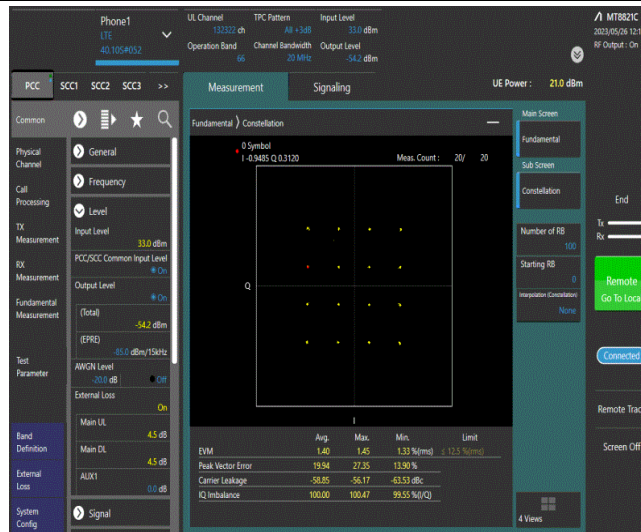 Phone1
LTE
40.105#052
UL Channel
132322 ch
TPC Pattern
All +3dB
Input Level
33.0 dBm
Operation Band
66
Channel Bandwidth
20 MHz
Output Level
-54.2 dBm
MT8821C
2023/05/26 12:1
RF Output : On
PCC
SCC1
SCC2
SCC3
>>
Measurement
Signaling
UE Power : 21.0 dBm
Common
Physical
Channel
Call
Processing
TX
Measurement
RX
Measurement
Fundamental
Measurement
Test
Parameter
Band
Definition
External
Loss
System
Config
General
Frequency
Level
Input Level
33.0 dBm
PCC/SCC Common Input Level
On
Output Level
On
(Total)
-54.2 dBm
(EPRE)
-85.0 dBm/15kHz
AWGN Level
-20.0 dB
Off
External Loss
On
Main UL
4.5 dB
Main DL
4.5 dB
AUX1
0.0 dB
Signal
Fundamental 》 Constellation
0 Symbol
I -0.9485 Q 0.3120
Meas. Count : 20/ 20
Q
I
Avg. Max. Min. Limit
EVM 1.40 1.45 1.33 %(rms) ≤ 12.5 %(rms)
Peak Vector Error 19.94 27.35 13.90 %
Carrier Leakage -58.85 -56.17 -63.53 dBc
IQ Imbalance 100.00 100.47 99.55 %(I/Q)
Main Screen
Fundamental
Sub Screen
Constellation
Number of RB
100
Starting RB
0
Interpolation (Constellation)
None
4 Views
End
Tx
Rx
Remote
Go To Loca
Connected
Remote Trac
Screen Off